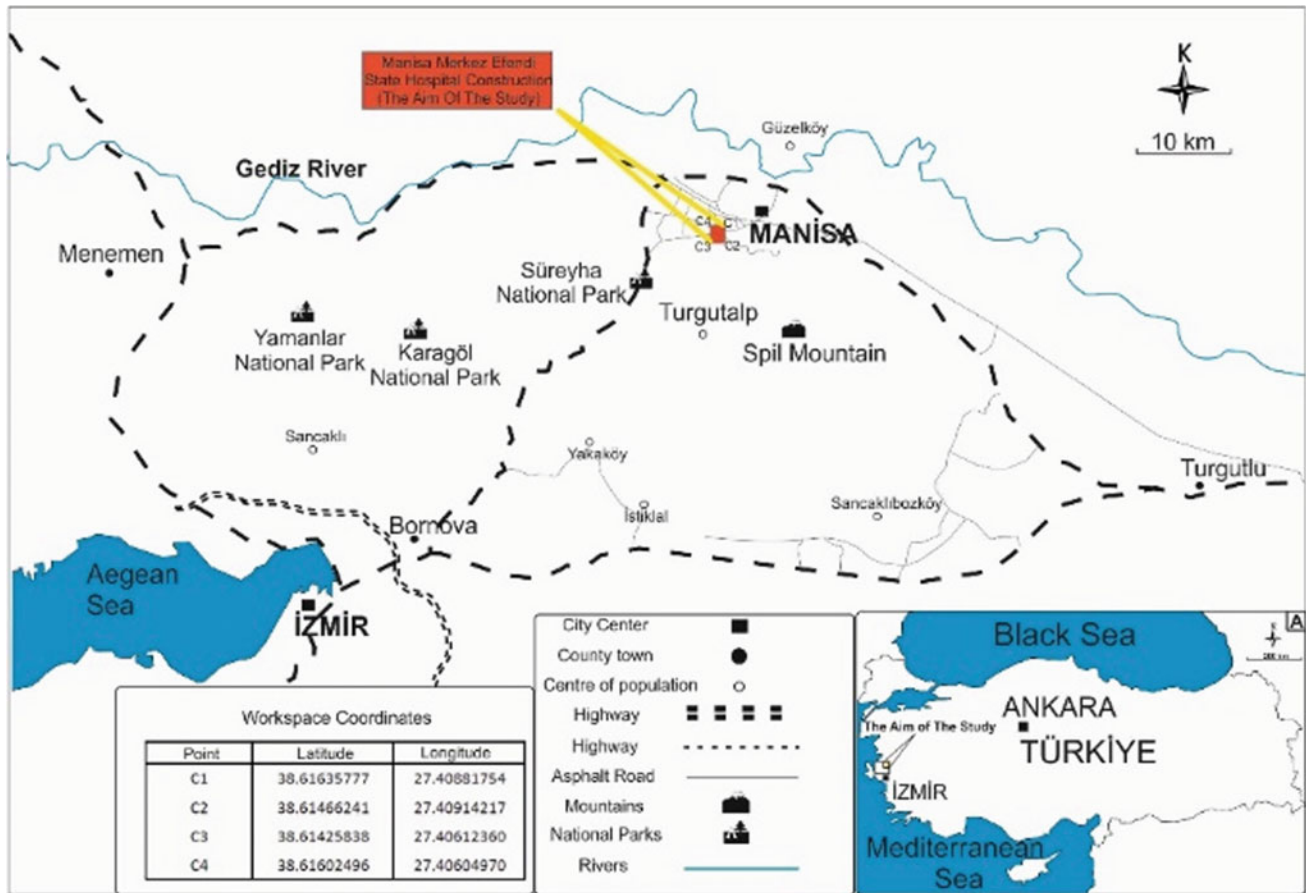 Manisa Merkez Efendi
State Hospital Construction
(The Aim Of The Study)
K
10 km
Güzelköy
Gediz River
C4
C1
C3
C2
MANİSA
Menemen
Süreyha
National Park
Turgutalp
Spil Mountain
Yamanlar
National Park
Karagöl
National Park
Sancaklı
Yakaköy
İstiklal
Sancaklıbozköy
Turgutlu
Bornova
Aegean
Sea
İZMİR
Workspace Coordinates
Point Latitude Longitude
C1 38.61635777 27.40881754
C2 38.61466241 27.40914217
C3 38.61425838 27.40612360
C4 38.61602496 27.40604970
City Center
County town
Centre of population
Highway
Highway
Asphalt Road
Mountains
National Parks
Rivers
A
Black Sea
ANKARA
The Aim of The Study
TÜRKİYE
İZMİR
Mediterranean
Sea